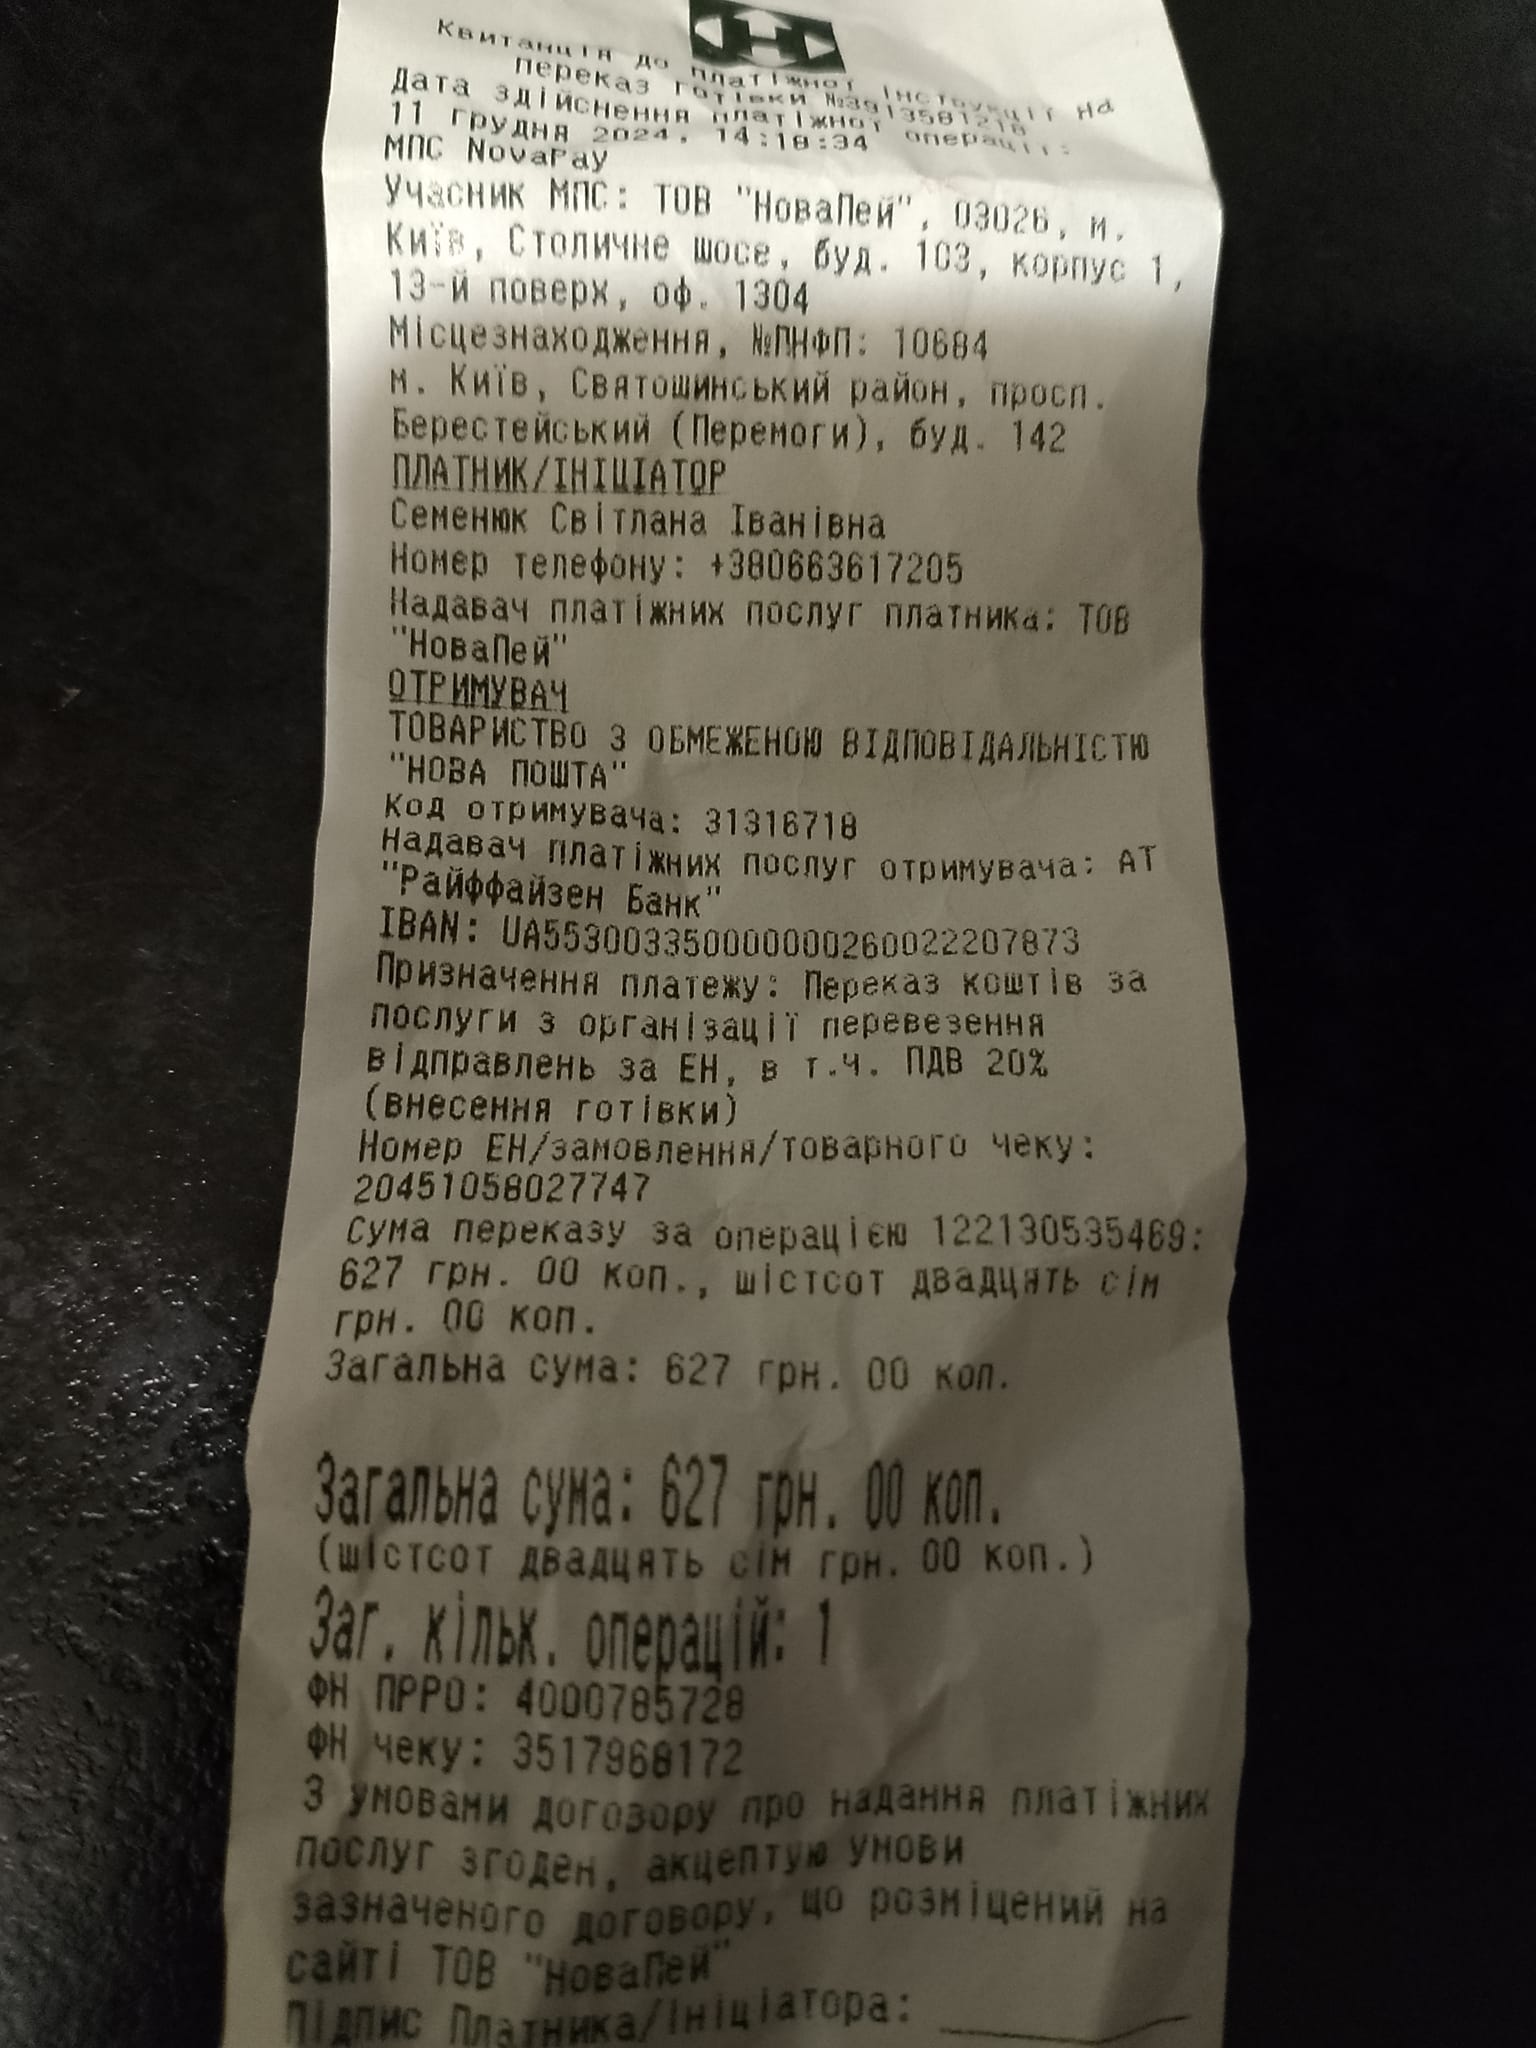 Квитанція до платіжної інструкції на
переказ готівки №3913581216
Дата здійснення платіжної операції:
11 грудня 2024, 14:18:34
МПС NovaPay
Учасник МПС: ТОВ "НоваПей", 03026, м.
Київ, Столичне шосе, буд. 103, корпус 1,
13-й поверх, оф. 1304
Місцезнаходження, №ПНФП: 10684
м. Київ, Святошинський район, просп.
Берестейський (Перемоги), буд. 142
ПЛАТНИК/ІНІЦІАТОР
Семенюк Світлана Іванівна
Номер телефону: +380663617205
Надавач платіжних послуг платника: ТОВ
"НоваПей"
ОТРИМУВАЧ
ТОВАРИСТВО З ОБМЕЖЕНОЮ ВІДПОВІДАЛЬНІСТЮ
"НОВА ПОШТА"
Код отримувача: 31316718
Надавач платіжних послуг отримувача: АТ
"Райффайзен Банк"
IBAN: UA553003350000000260022207873
Призначення платежу: Переказ коштів за
послуги з організації перевезення
відправлень за ЕН, в т.ч. ПДВ 20%
(внесення готівки)
Номер ЕН/замовлення/товарного чеку:
20451058027747
Сума переказу за операцією 122130535469:
627 грн. 00 коп., шістсот двадцять сім
грн. 00 коп.
Загальна сума: 627 грн. 00 коп.
Загальна сума: 627 грн. 00 коп.
(шістсот двадцять сім грн. 00 коп.)
Заг. кільк. операцій: 1
ФН ПРРО: 4000785728
ФН чеку: 3517968172
З умовами договору про надання платіжних
послуг згоден, акцептую умови
зазначеного договору, що розміщений на
сайті ТОВ "НоваПей"
Підпис Платника/Ініціатора: